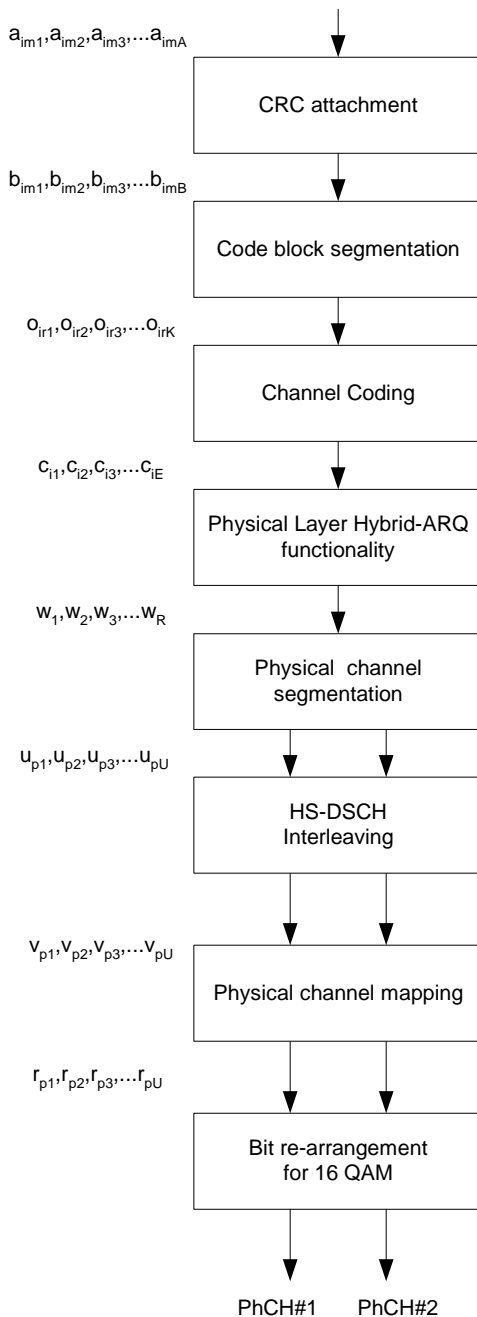 a_im1,a_im2,a_im3,...a_imA
CRC attachment
b_im1,b_im2,b_im3,...b_imB
Code block segmentation
o_ir1,o_ir2,o_ir3,...o_irK
Channel Coding
c_i1,c_i2,c_i3,...c_iE
Physical Layer Hybrid-ARQ
functionality
w_1,w_2,w_3,...w_R
Physical channel
segmentation
u_p1,u_p2,u_p3,...u_pU
HS-DSCH
Interleaving
v_p1,v_p2,v_p3,...v_pU
Physical channel mapping
r_p1,r_p2,r_p3,...r_pU
Bit re-arrangement
for 16 QAM
PhCH#1 PhCH#2